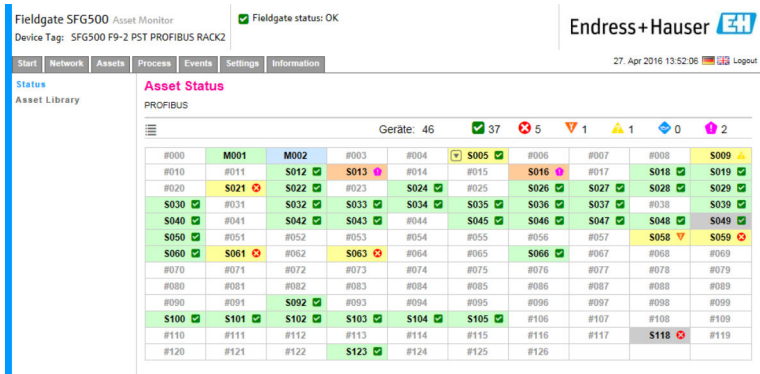 Fieldgate SFG500 Asset Monitor
Device Tag: SFG500 F9-2 PST PROFIBUS RACK2
Fieldgate status: OK
Endress+Hauser EH
Start Network Assets Process Events Settings Information
27. Apr 2016 13:52:06 Logout
Status
Asset Library
Asset Status
PROFIBUS
Geräte: 46 37 5 1 1 0 2
#000 M001 M002 #003 #004 S005 #006 #007 #008 S009
#010 #011 S012 S013 #014 #015 S016 #017 S018 S019
#020 S021 S022 #023 S024 #025 S026 S027 S028 S029
S030 #031 S032 S033 S034 S035 S036 S037 #038 S039
S040 #041 S042 S043 #044 S045 S046 S047 S048 S049
S050 #051 #052 #053 #054 #055 #056 #057 S058 S059
S060 S061 #062 S063 #064 #065 S066 #067 #068 #069
#070 #071 #072 #073 #074 #075 #076 #077 #078 #079
#080 #081 #082 #083 #084 #085 #086 #087 #088 #089
#090 #091 S092 #093 #094 #095 #096 #097 #098 #099
S100 S101 S102 S103 S104 S105 #106 #107 #108 #109
#110 #111 #112 #113 #114 #115 #116 #117 S118 #119
#120 #121 #122 S123 #124 #125 #126